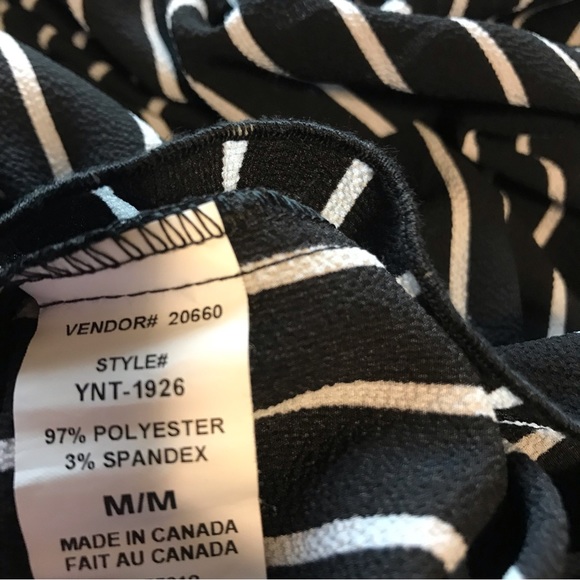 VENDOR# 20660
STYLE#
YNT-1926
97% POLYESTER
3% SPANDEX
M/M
MADE IN CANADA
FAIT AU CANADA